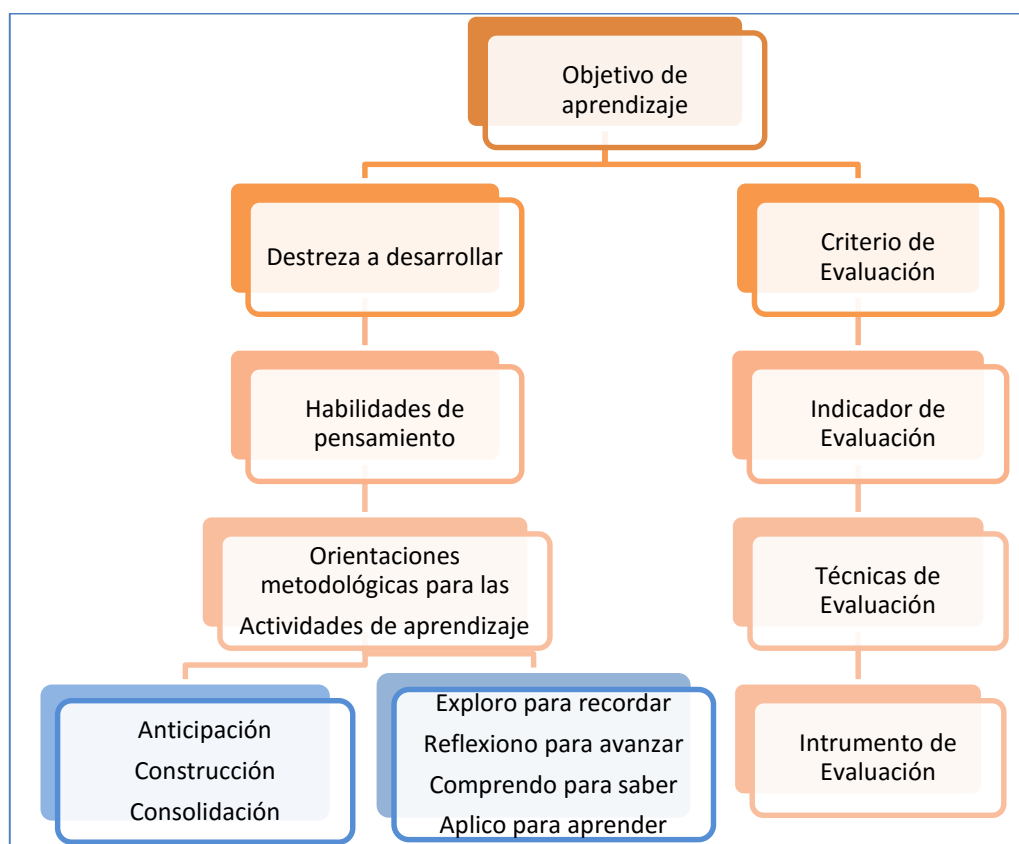 Objetivo de
aprendizaje
Destreza a desarrollar
Criterio de
Evaluación
Habilidades de
pensamiento
Indicador de
Evaluación
Orientaciones
metodológicas para las
Actividades de aprendizaje
Técnicas de
Evaluación
Anticipación
Construcción
Consolidación
Exploro para recordar
Reflexiono para avanzar
Comprendo para saber
Aplico para aprender
Intrumento de
Evaluación